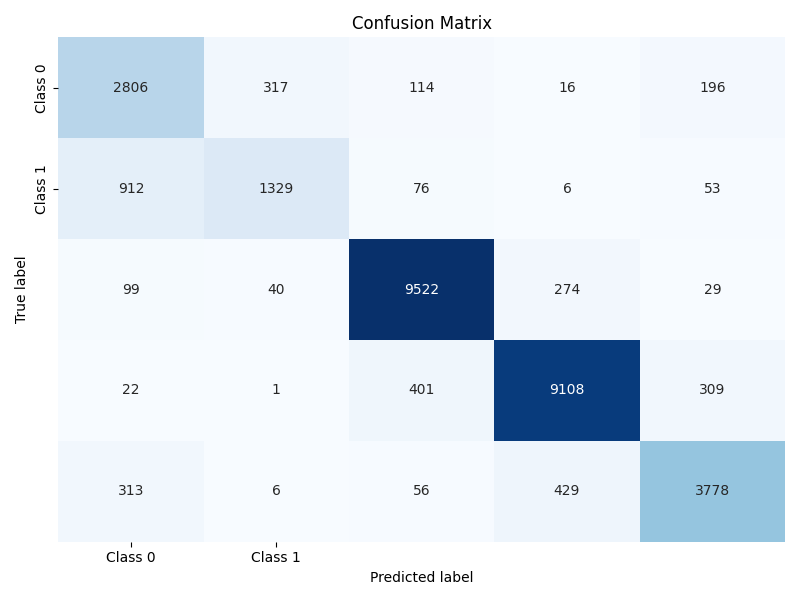 Confusion Matrix
Class 0
2806 317 114 16 196
Class 1
912 1329 76 6 53
True label
99 40 9522 274 29
22 1 401 9108 309
313 6 56 429 3778
Class 0 Class 1
Predicted label